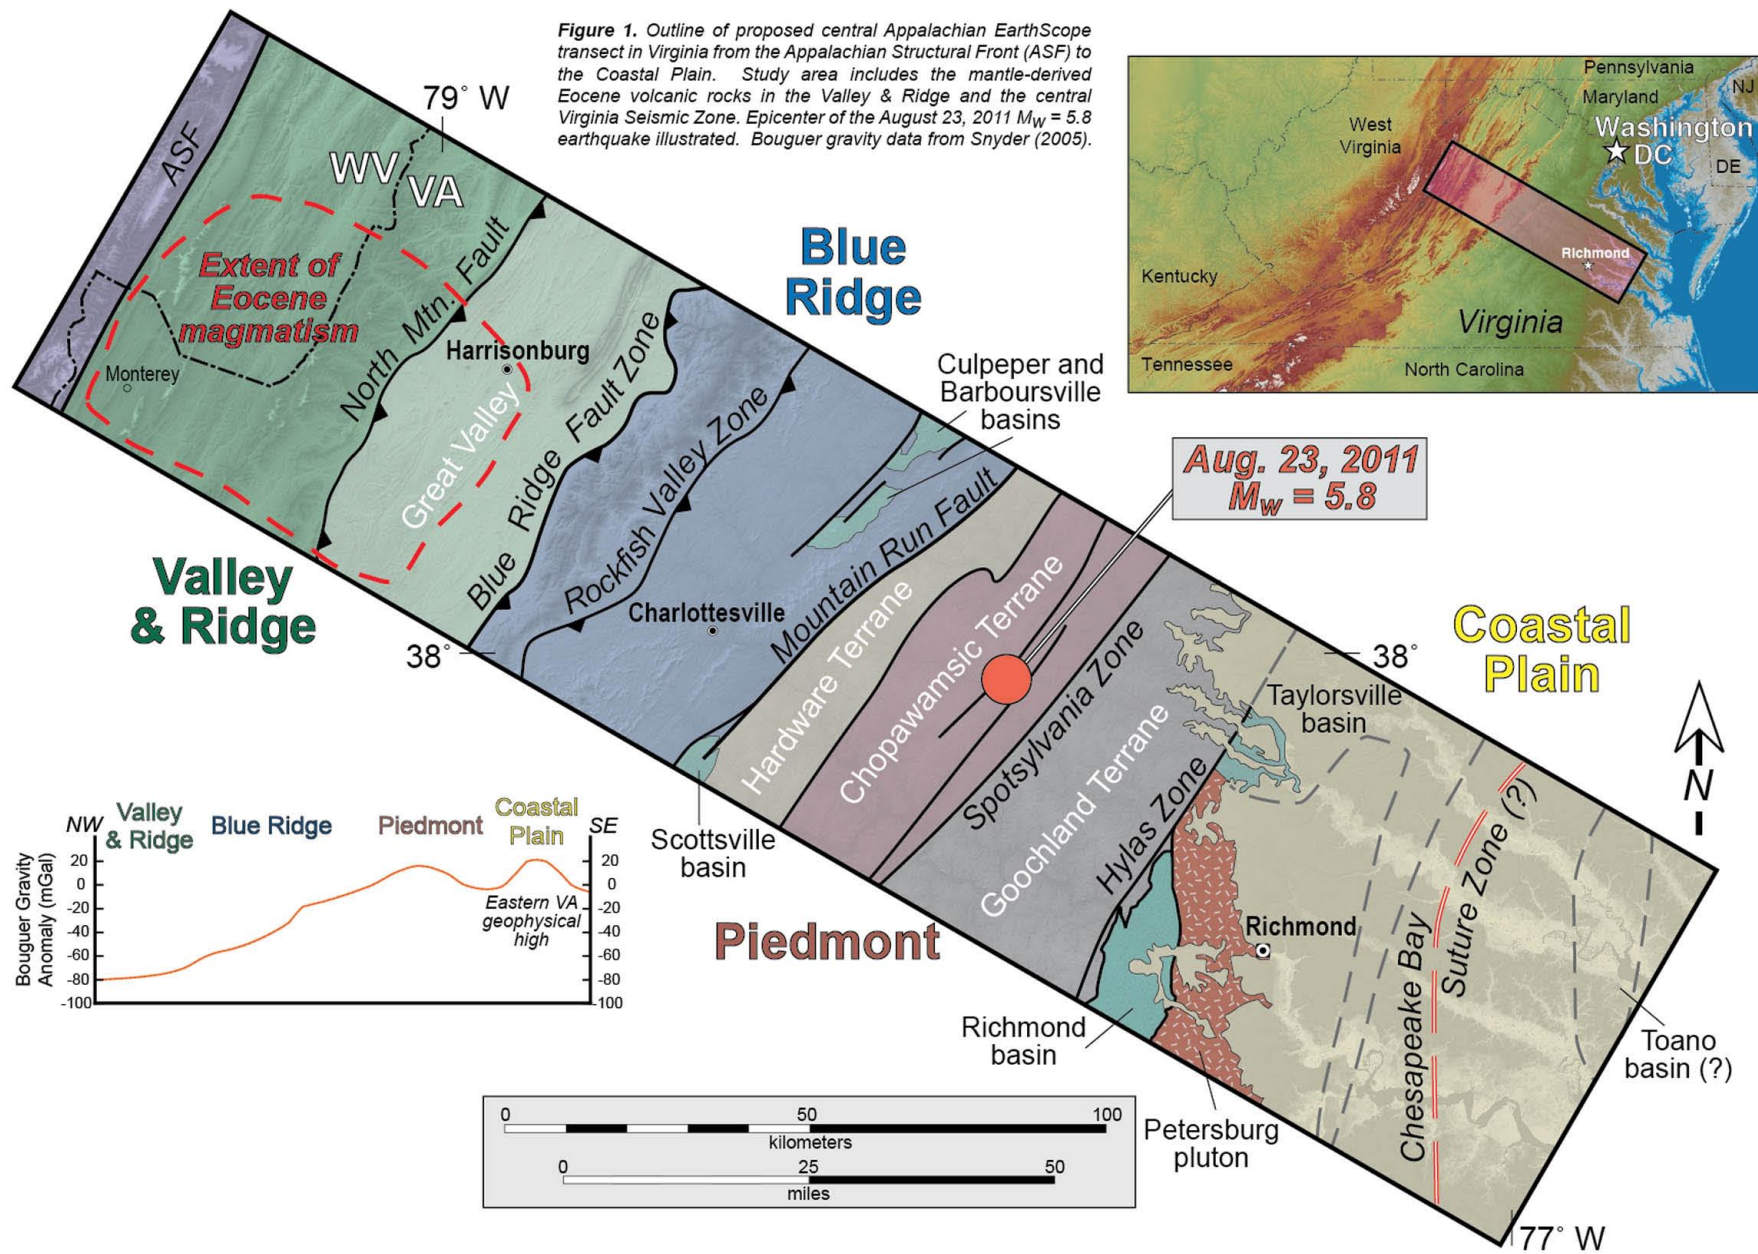 Figure 1. Outline of proposed central Appalachian EarthScope
transect in Virginia from the Appalachian Structural Front (ASF) to
the Coastal Plain. Study area includes the mantle-derived
Eocene volcanic rocks in the Valley & Ridge and the central
Virginia Seismic Zone. Epicenter of the August 23, 2011 Mw = 5.8
earthquake illustrated. Bouguer gravity data from Snyder (2005).
Pennsylvania
NJ
Maryland
West
Virginia
Washington
DC
DE
Richmond
Kentucky
Virginia
Tennessee
North Carolina
79° W
ASF
WV
VA
Extent of
Eocene
magmatism
Monterey
North Mtn. Fault
Harrisonburg
Great Valley
Valley
& Ridge
Blue
Ridge
Blue Ridge Fault Zone
Rockfish Valley Zone
Charlottesville
38°
Culpeper and
Barboursville
basins
Mountain Run Fault
Aug. 23, 2011
Mw = 5.8
Hardware Terrane
Chopawamsic Terrane
Spotsylvania Zone
Goochland Terrane
Hylas Zone
Scottsville
basin
Piedmont
Coastal
Plain
38°
Taylorsville
basin
Richmond
Richmond
basin
Petersburg
pluton
Chesapeake Bay
Suture Zone (?)
Toano
basin (?)
N
77° W
NW
Valley
& Ridge
Blue Ridge
Piedmont
Coastal
Plain
SE
Bouguer Gravity
Anomaly (mGal)
20
0
-20
-40
-60
-80
-100
20
0
-20
-40
-60
-80
-100
Eastern VA
geophysical
high
0 50 100
kilometers
0 25 50
miles